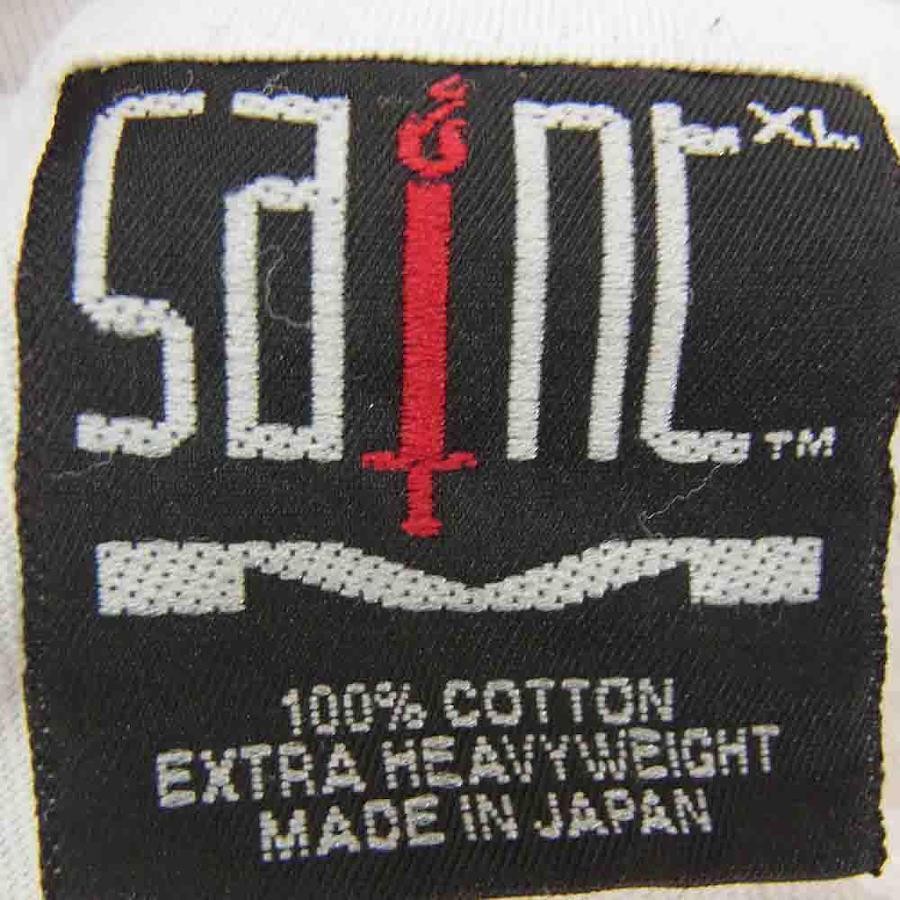 saint XL
TM
100% COTTON
EXTRA HEAVYWEIGHT
MADE IN JAPAN